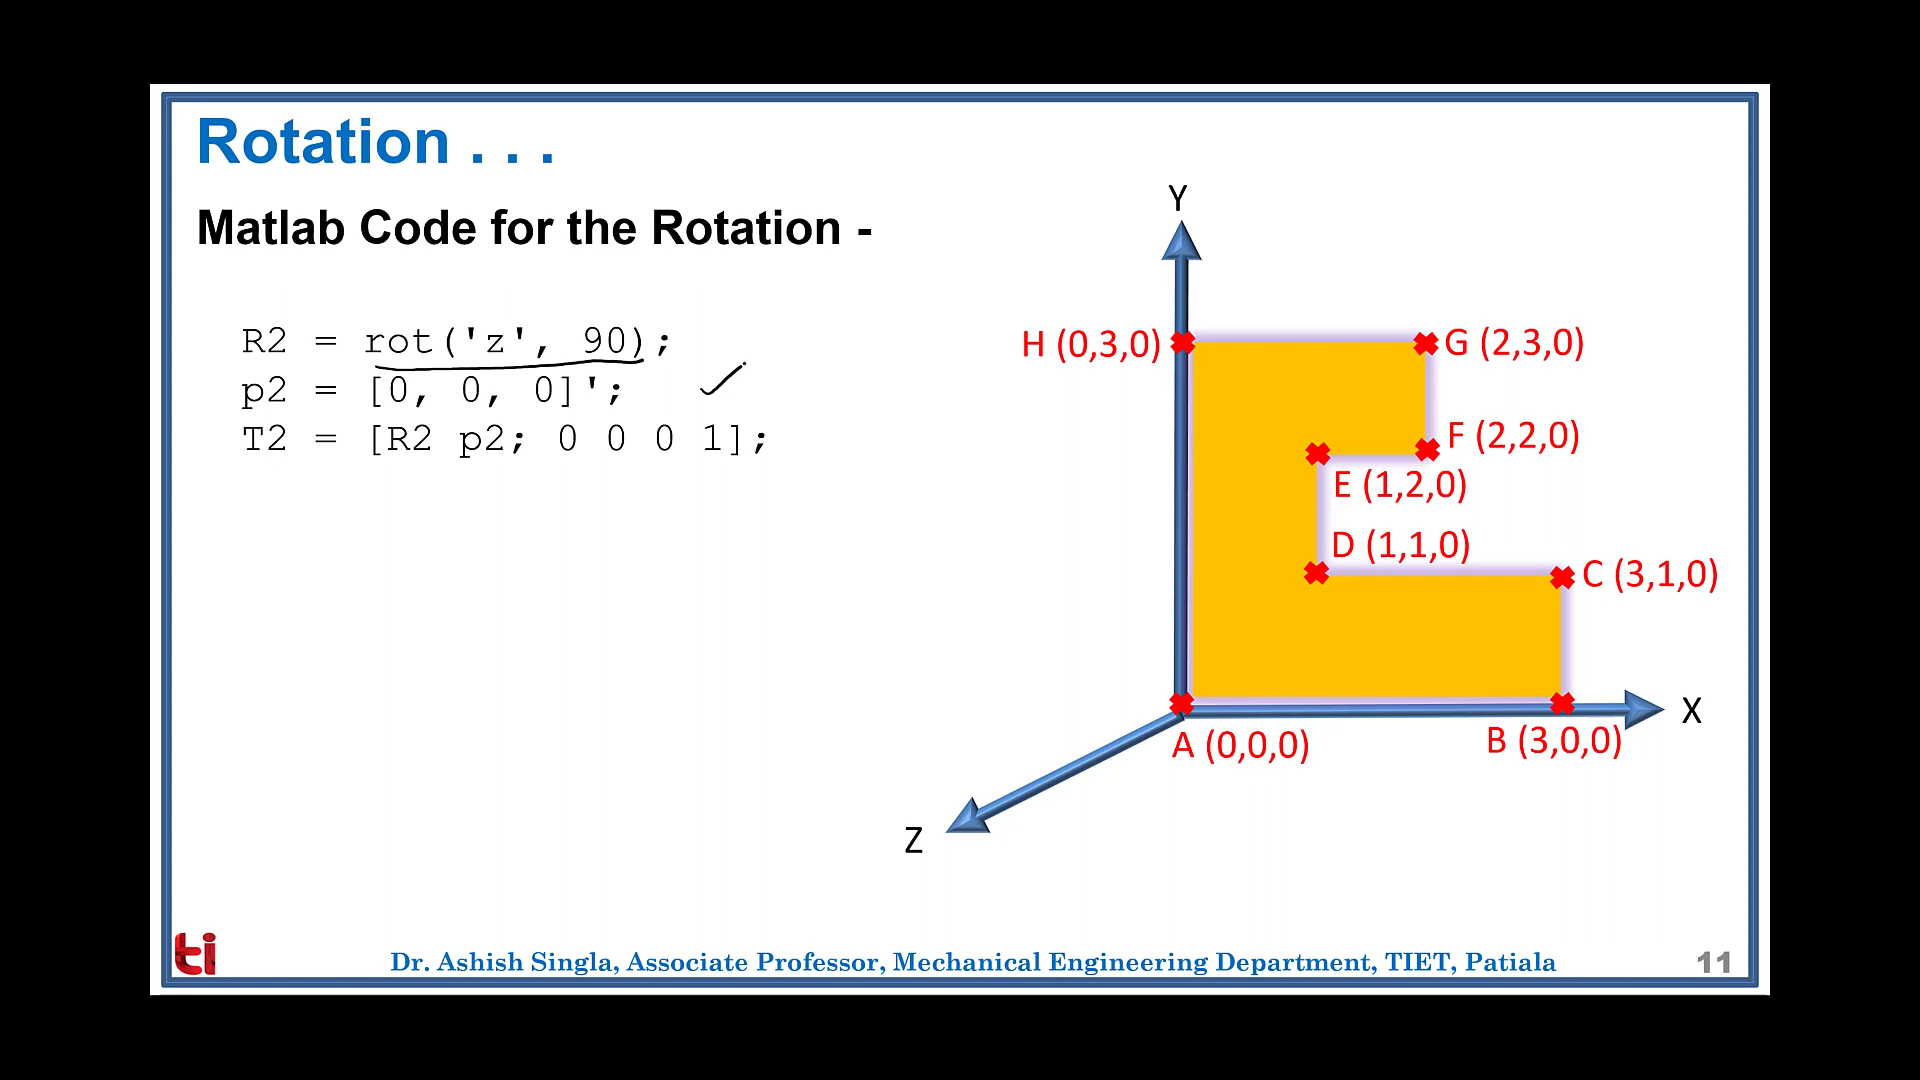 Rotation . . .
Matlab Code for the Rotation -
R2 = rot('z', 90);
p2 = [0, 0, 0]';
T2 = [R2 p2; 0 0 0 1];
Y
H (0,3,0)
G (2,3,0)
F (2,2,0)
E (1,2,0)
D (1,1,0)
C (3,1,0)
X
A (0,0,0)
B (3,0,0)
Z
ti
Dr. Ashish Singla, Associate Professor, Mechanical Engineering Department, TIET, Patiala
11